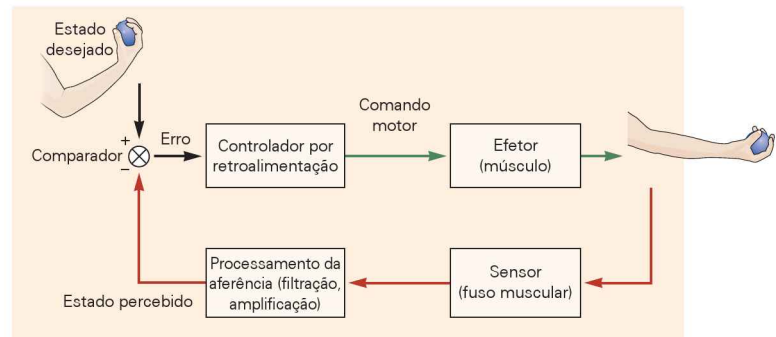 Estado
desejado
Comparador
+
−
Erro
Controlador por
retroalimentação
Comando
motor
Efetor
(músculo)
Estado percebido
Processamento da
aferência (filtração,
amplificação)
Sensor
(fuso muscular)